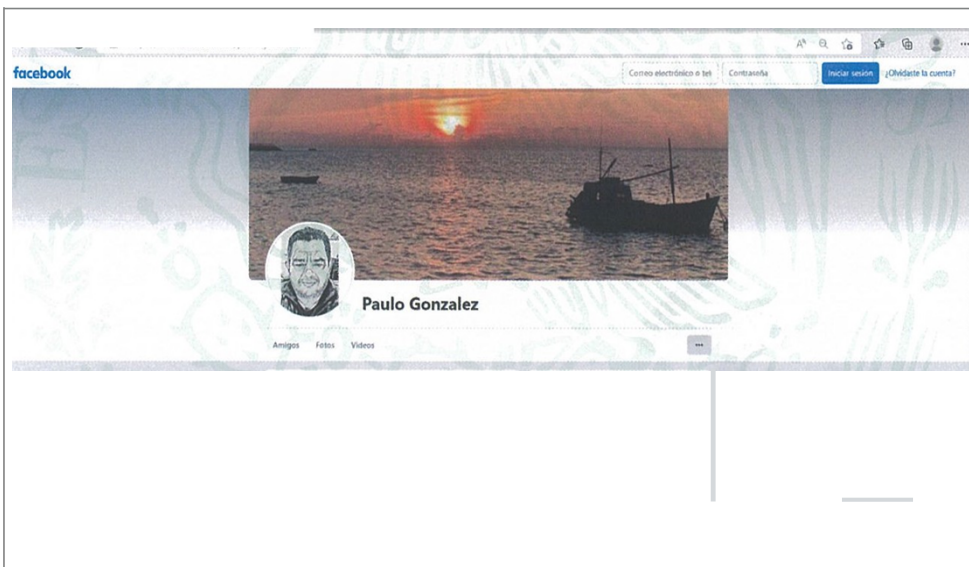 facebook
Correo electrónico o tel
Contraseña
Iniciar sesión
¿Olvidaste la cuenta?
Paulo Gonzalez
Amigos
Fotos
Videos